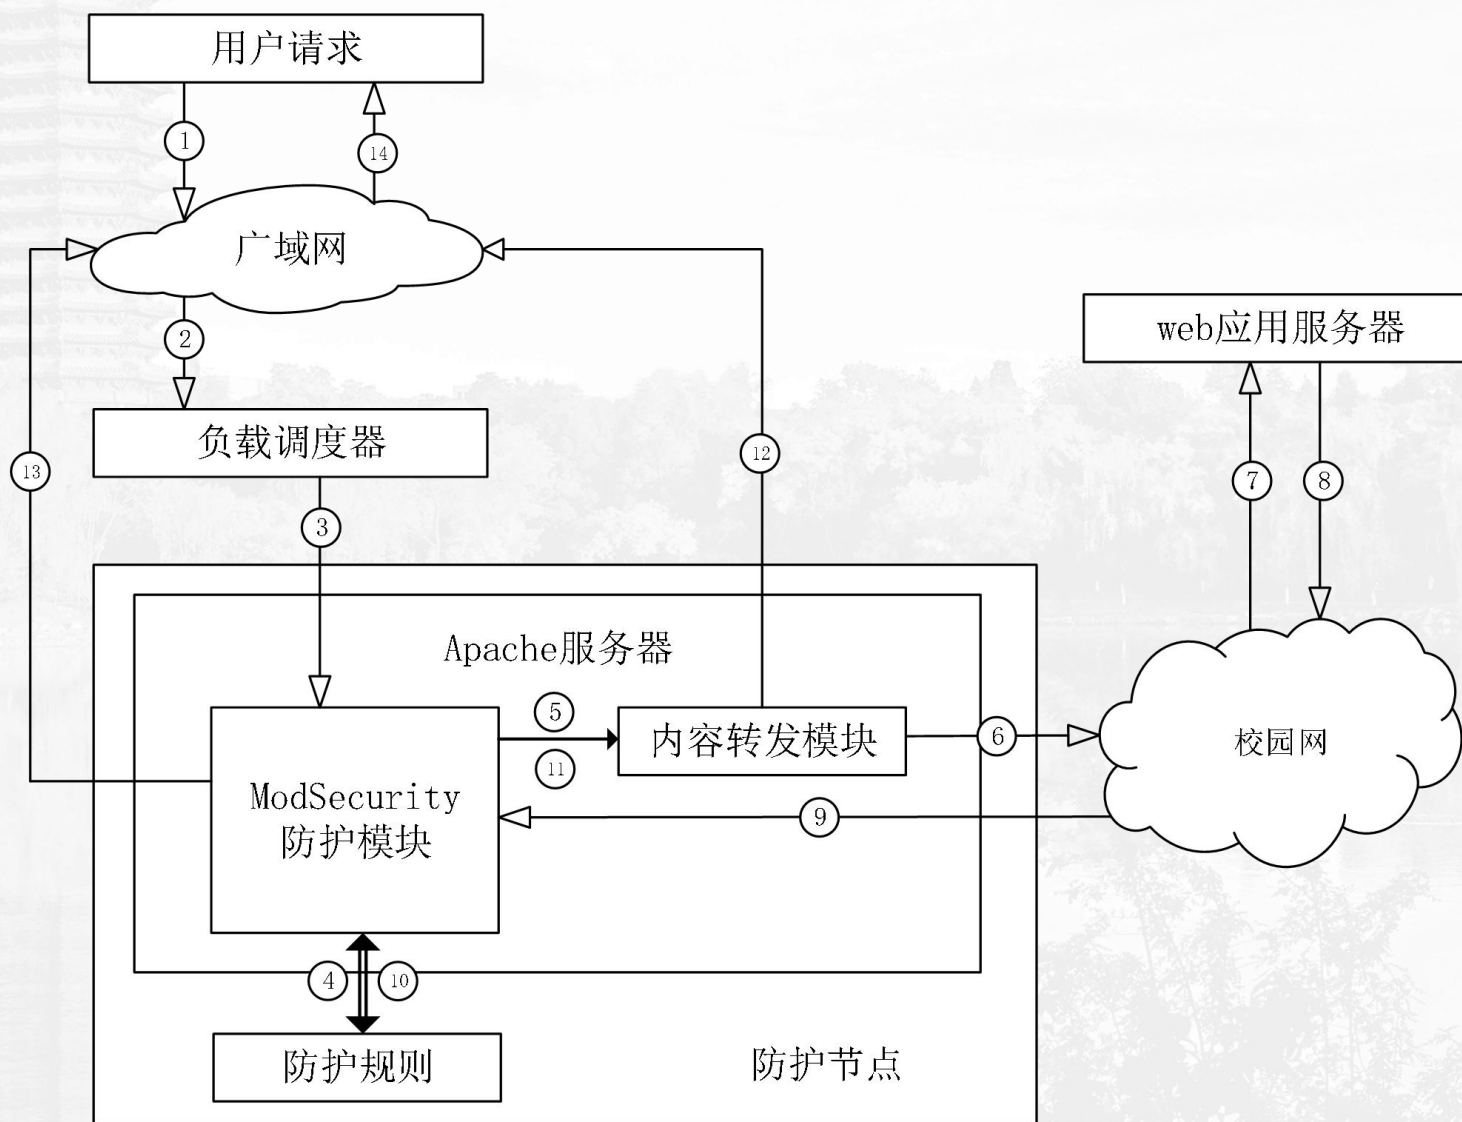 用户请求
①
⑭
广域网
②
web应用服务器
负载调度器
⑬
⑫
⑦
⑧
③
Apache服务器
⑤
内容转发模块
⑥
校园网
⑪
ModSecurity
防护模块
⑨
④
⑩
防护规则
防护节点